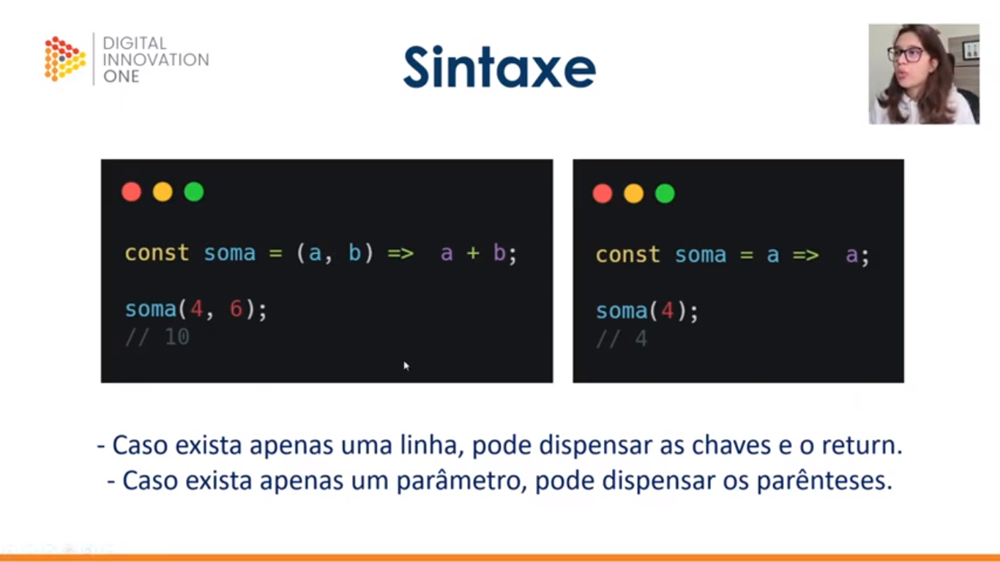 DIGITAL
INNOVATION
ONE
Sintaxe
const soma = (a, b) =>  a + b;
soma(4, 6);
// 10
const soma = a =>  a;
soma(4);
// 4
- Caso exista apenas uma linha, pode dispensar as chaves e o return.
- Caso exista apenas um parâmetro, pode dispensar os parênteses.